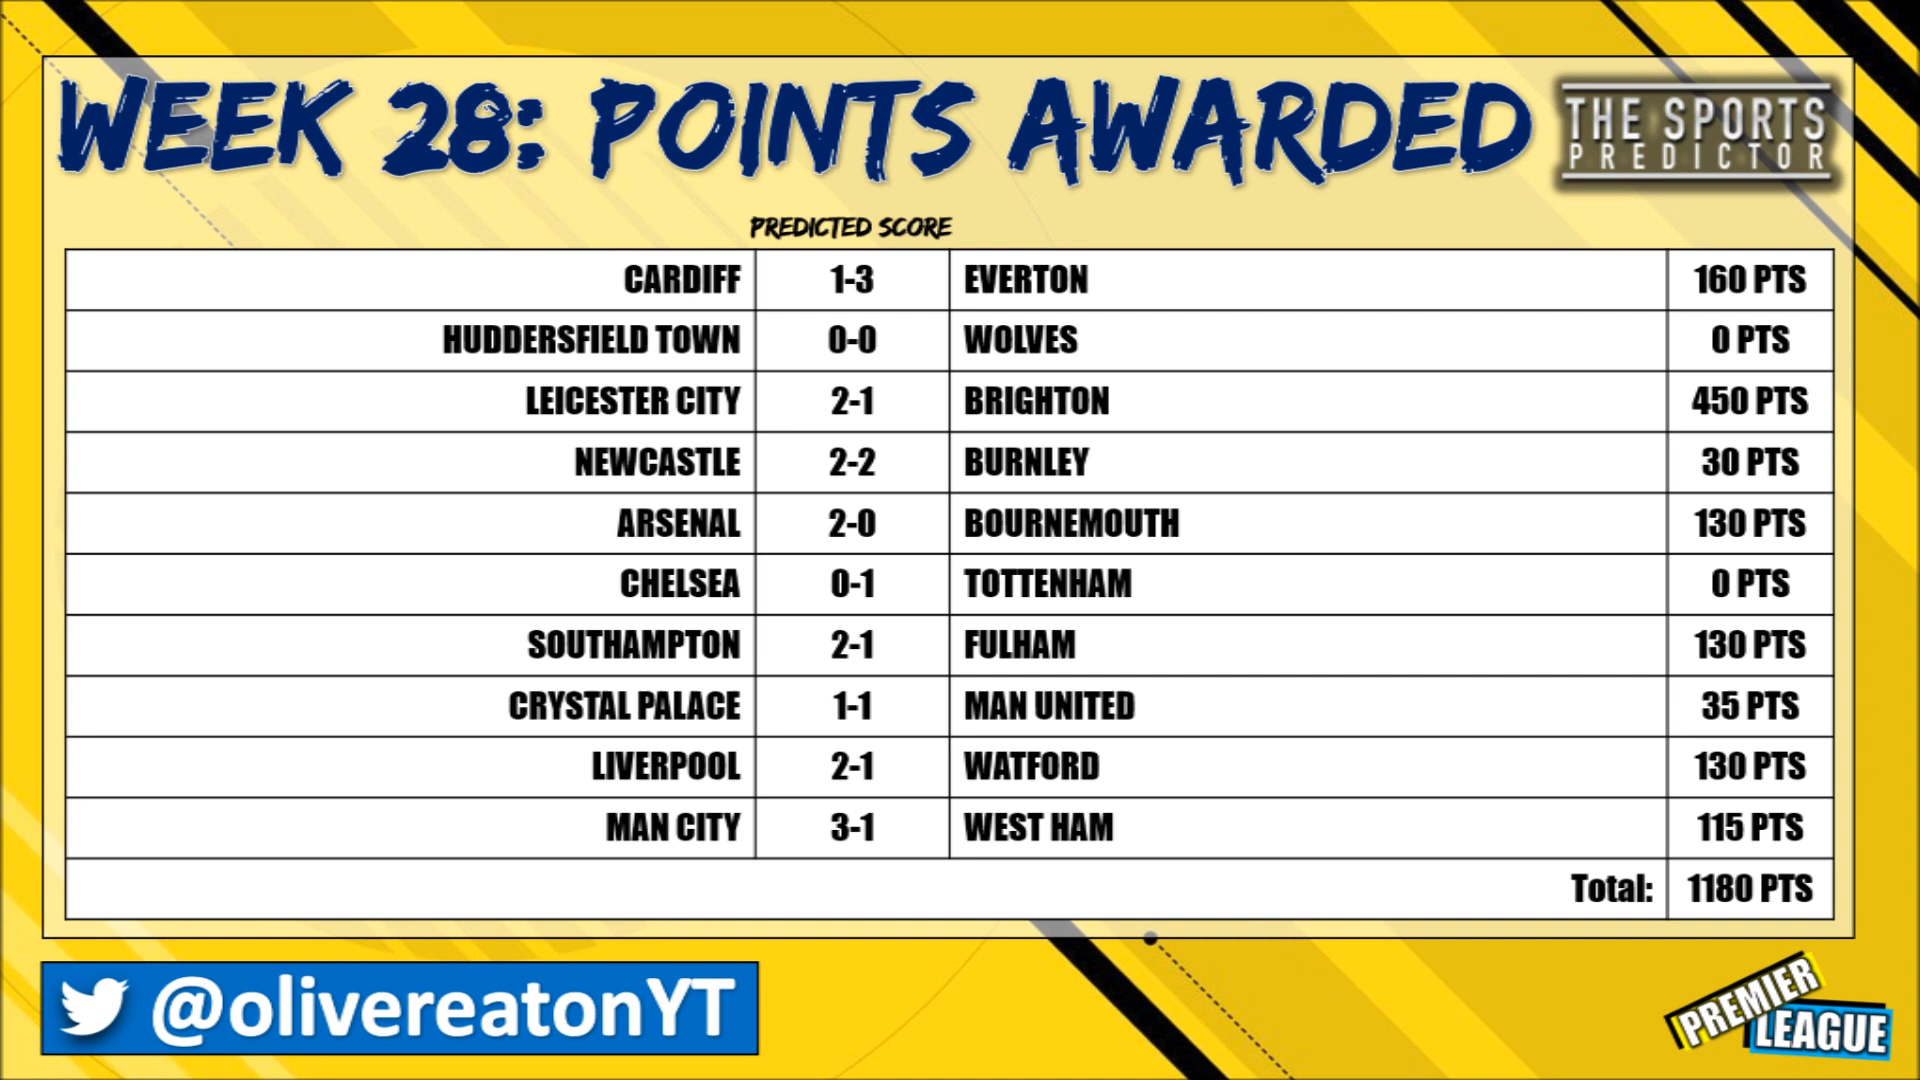 WEEK 28: POINTS AWARDED
THE SPORTS
PREDICTOR
PREDICTED SCORE
CARDIFF 1-3 EVERTON 160 PTS
HUDDERSFIELD TOWN 0-0 WOLVES 0 PTS
LEICESTER CITY 2-1 BRIGHTON 450 PTS
NEWCASTLE 2-2 BURNLEY 30 PTS
ARSENAL 2-0 BOURNEMOUTH 130 PTS
CHELSEA 0-1 TOTTENHAM 0 PTS
SOUTHAMPTON 2-1 FULHAM 130 PTS
CRYSTAL PALACE 1-1 MAN UNITED 35 PTS
LIVERPOOL 2-1 WATFORD 130 PTS
MAN CITY 3-1 WEST HAM 115 PTS
Total: 1180 PTS
@olivereatonYT
PREMIER
LEAGUE